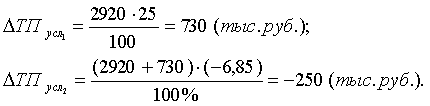 ΔТП усл₁ = 2920 · 25 / 100 = 730 (тыс.руб.);
ΔТП усл₂ = (2920 + 730) · (−6,85) / 100% = −250 (тыс.руб.).